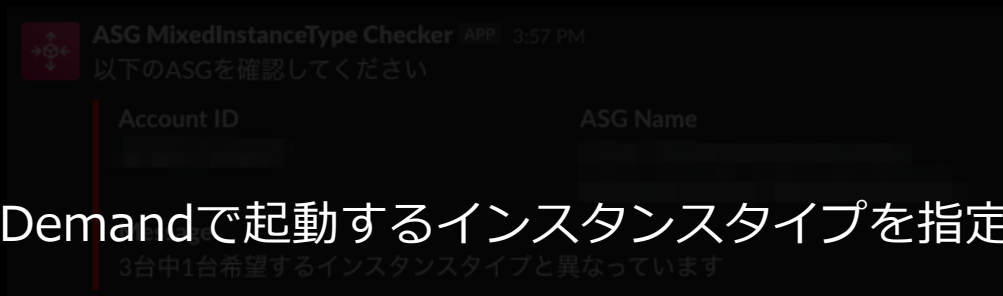 ASG MixedInstanceType Checker APP 3:57 PM
以下のASGを確認してください
Account ID ASG Name
Demandで起動するインスタンスタイプを指定
3台中1台希望するインスタンスタイプと異なっています